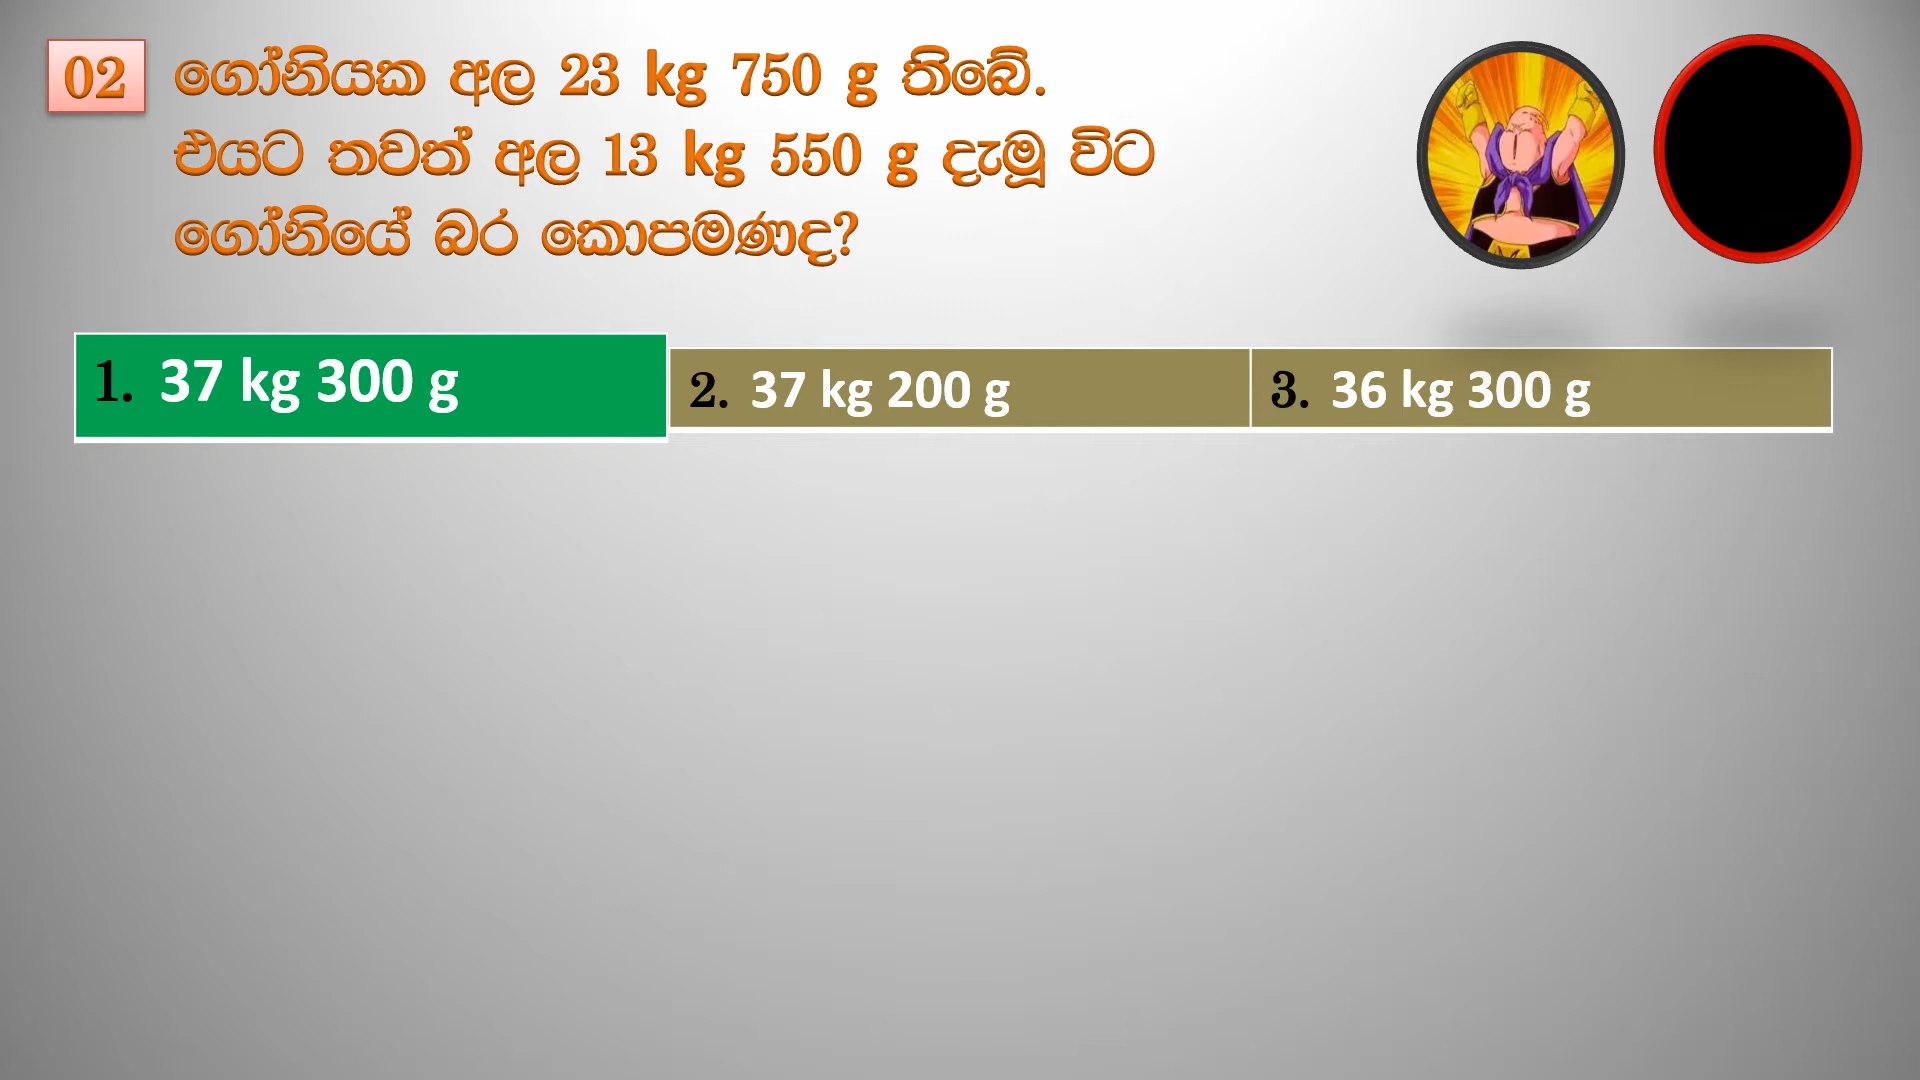 02 ගෝනියක අල 23 kg 750 g තිබේ.
එයට තවත් අල 13 kg 550 g දැමූ විට
ගෝනියේ බර කොපමණද?
1. 37 kg 300 g
2. 37 kg 200 g
3. 36 kg 300 g